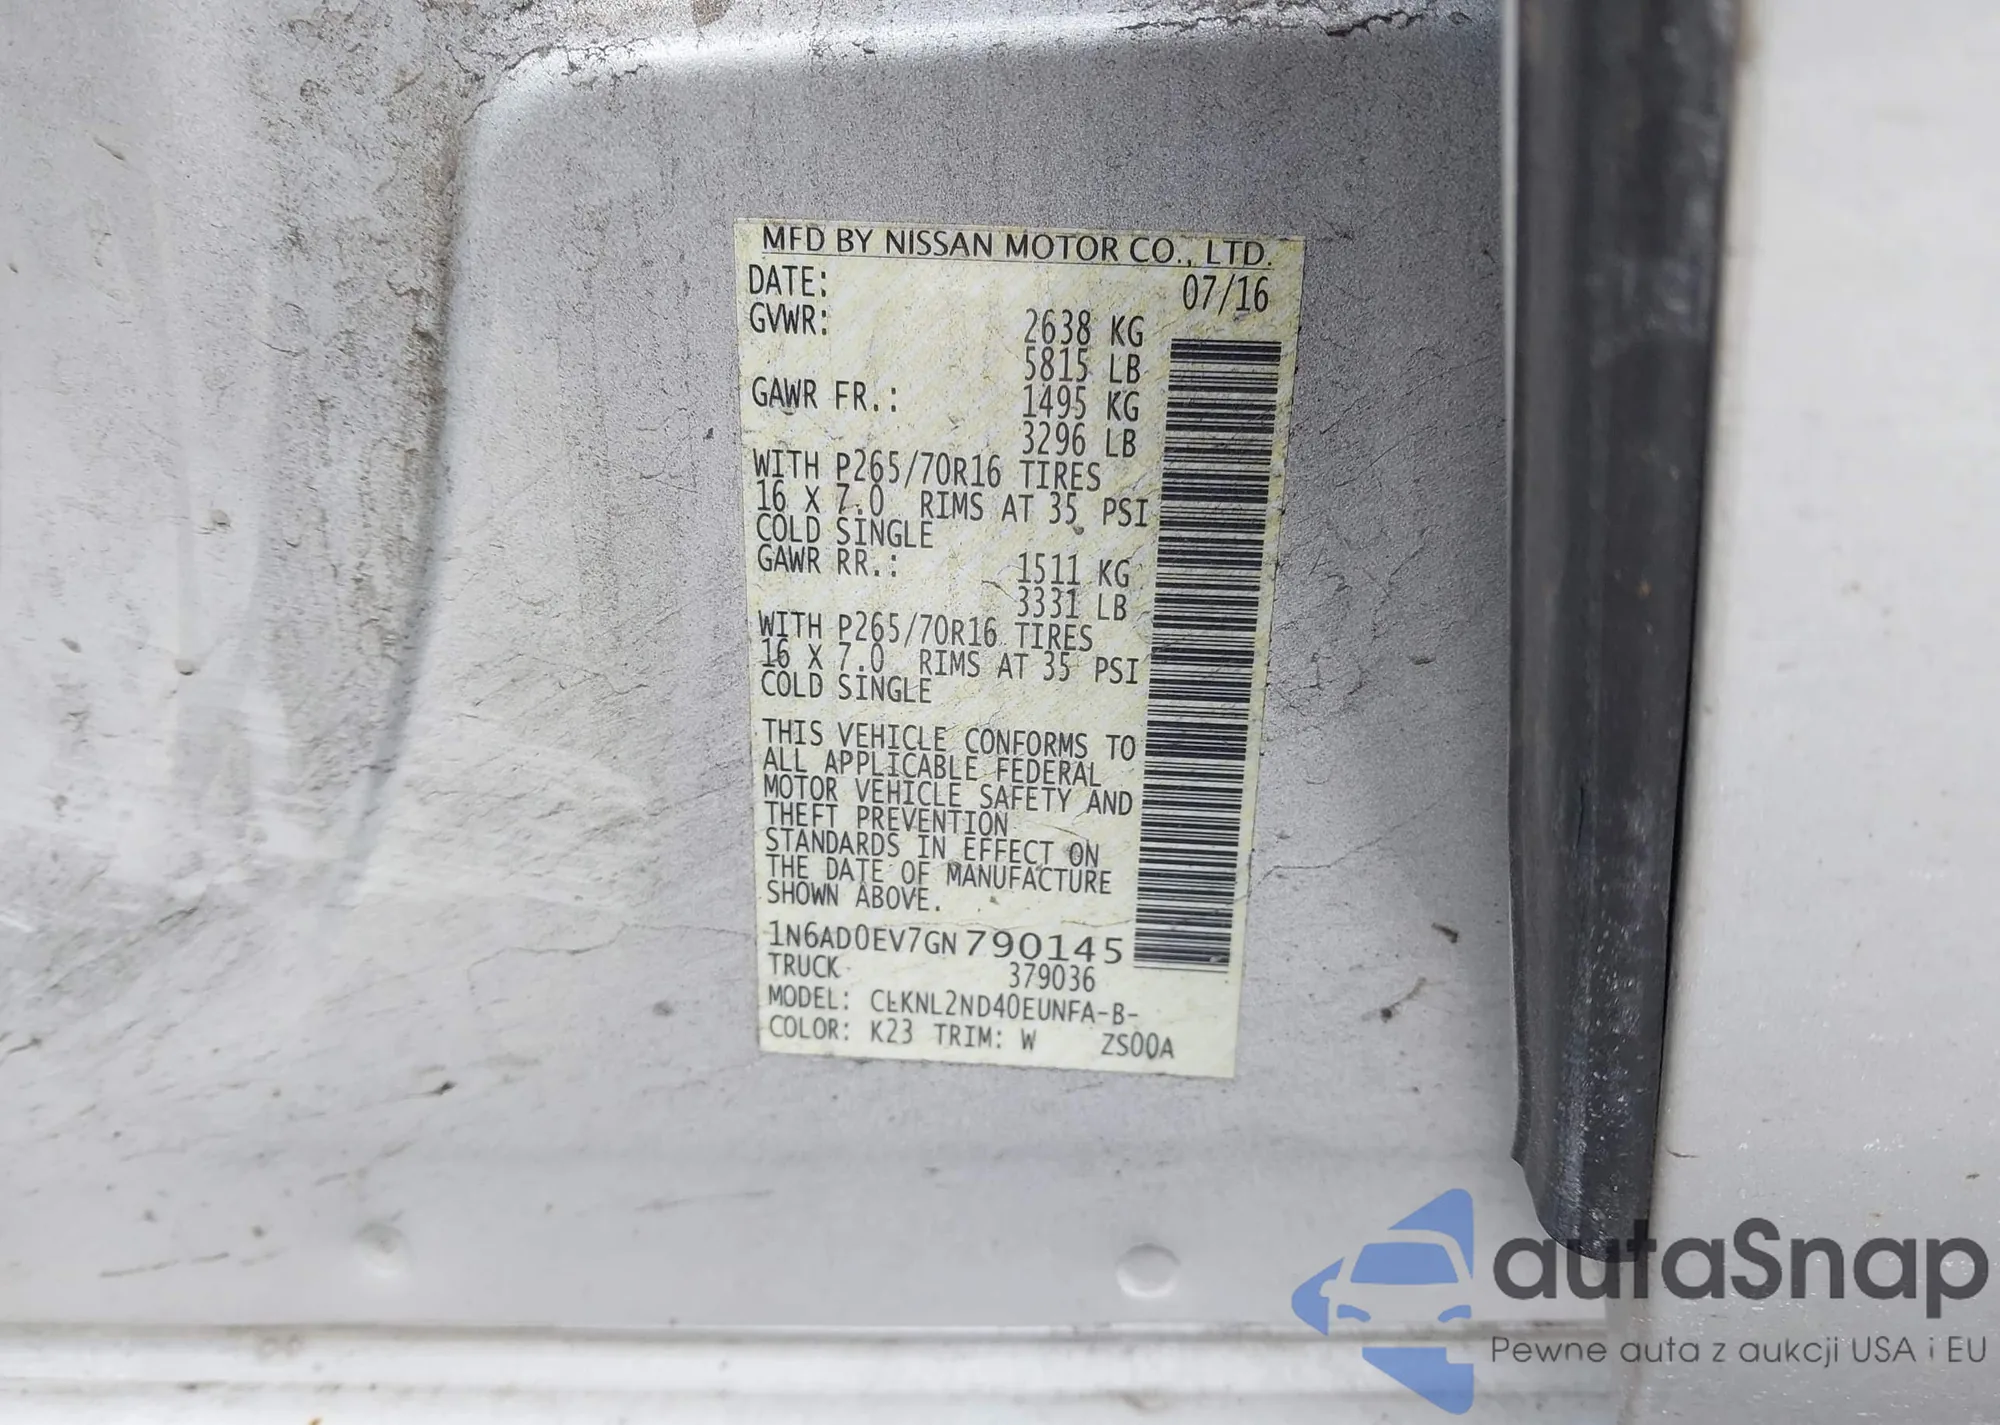 MFD BY NISSAN MOTOR CO., LTD.
DATE: 07/16
GVWR: 2638 KG
5815 LB
GAWR FR.: 1495 KG
3296 LB
WITH P265/70R16 TIRES
16 X 7.0 RIMS AT 35 PSI
COLD SINGLE
GAWR RR.: 1511 KG
3331 LB
WITH P265/70R16 TIRES
16 X 7.0 RIMS AT 35 PSI
COLD SINGLE
THIS VEHICLE CONFORMS TO
ALL APPLICABLE FEDERAL
MOTOR VEHICLE SAFETY AND
THEFT PREVENTION
STANDARDS IN EFFECT ON
THE DATE OF MANUFACTURE
SHOWN ABOVE.
1N6AD0EV7GN790145
TRUCK 379036
MODEL: CLKNL2ND40EUNFA-B-
COLOR: K23 TRIM: W ZS00A
autaSnap
Pewne auta z aukcji USA i EU